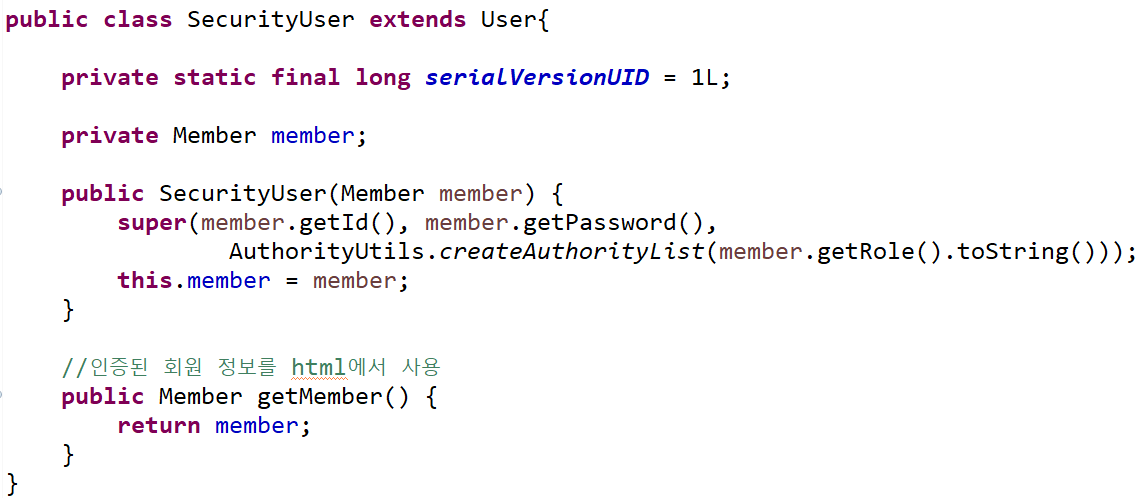 public class SecurityUser extends User{
private static final long serialVersionUID = 1L;
private Member member;
public SecurityUser(Member member) {
super(member.getId(), member.getPassword(),
AuthorityUtils.createAuthorityList(member.getRole().toString()));
this.member = member;
}
//인증된 회원 정보를 html에서 사용
public Member getMember() {
return member;
}
}